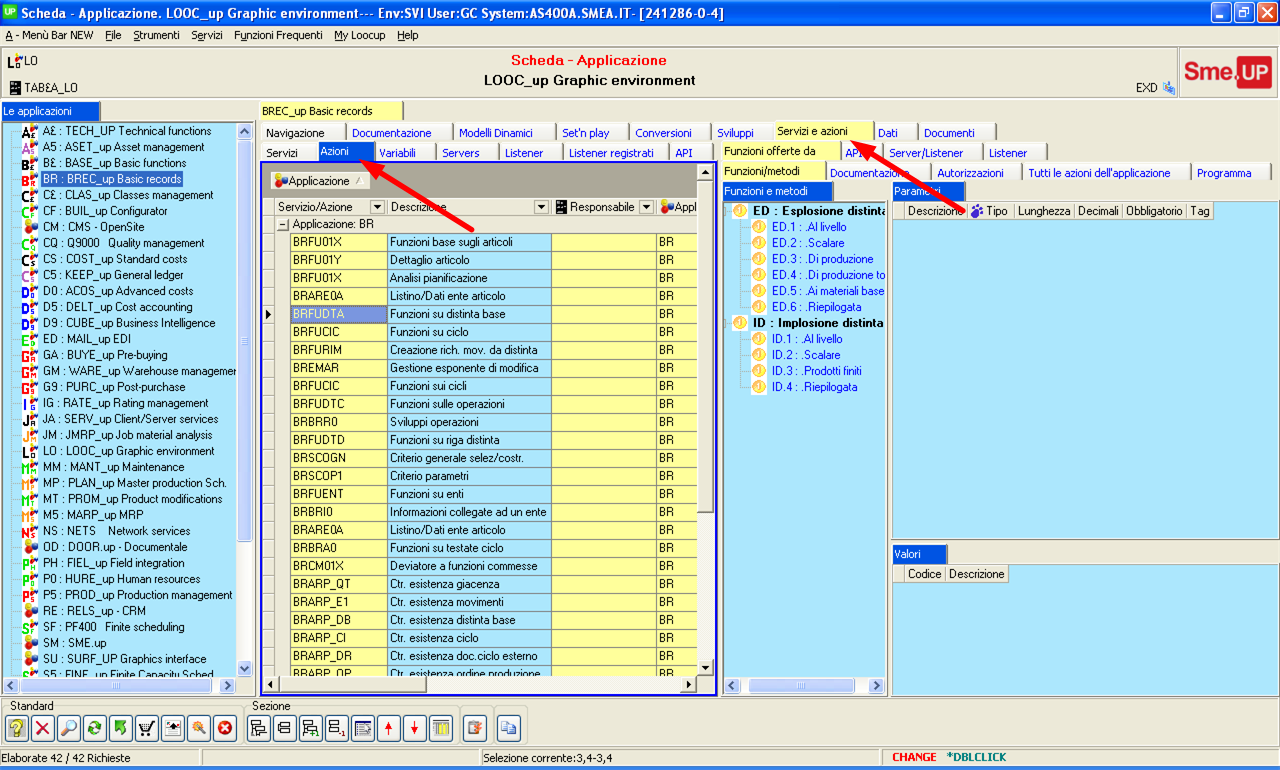 Scheda - Applicazione. LOOC_up Graphic environment--- Env:SVI User:GC System:AS400A.SMEA.IT- [241286-0-4]
A - Menù Bar NEW File Strumenti Servizi Funzioni Frequenti My Loocup Help
LO
Scheda - Applicazione
LOOC_up Graphic environment
TAB£A_LO
EXD
Sme.UP
Le applicazioni
A£ : TECH_UP Technical functions
A5 : ASET_up Asset management
B£ : BASE_up Basic functions
BR : BREC_up Basic records
C£ : CLAS_up Classes management
CF : BUIL_up Configurator
CM : CMS - OpenSite
CQ : Q9000 Quality management
CS : COST_up Standard costs
C5 : KEEP_up General ledger
D0 : ACOS_up Advanced costs
D5 : DELT_up Cost accounting
D9 : CUBE_up Business Intelligence
ED : MAIL_up EDI
GA : BUYE_up Pre-buying
GM : WARE_up Warehouse managemen
G9 : PURC_up Post-purchase
IG : RATE_up Rating management
JA : SERV_up Client/Server services
JM : JMRP_up Job material analysis
LO : LOOC_up Graphic environment
MM : MANT_up Maintenance
MP : PLAN_up Master production Sch.
MT : PROM_up Product modifications
M5 : MARP_up MRP
NS : NETS Network services
OD : DOOR.up - Documentale
PH : FIEL_up Field integration
P0 : HURE_up Human resources
P5 : PROD_up Production management
RE : RELS_up - CRM
SF : PF400 Finite scheduling
SM : SME.up
SU : SURF_UP Graphics interface
S5 : FINE_up Finite Capacity Sched
BREC_up Basic records
Navigazione Documentazione Modelli Dinamici Set'n play Conversioni Sviluppi Servizi e azioni Dati Documenti
Servizi Azioni Variabili Servers Listener Listener registrati API
Applicazione
Servizio/Azione Descrizione Responsabile Appl
Applicazione: BR
BRFU01X Funzioni base sugli articoli BR
BRFU01Y Dettaglio articolo BR
BRFU01X Analisi pianificazione BR
BRARE0A Listino/Dati ente articolo BR
BRFUDTA Funzioni su distinta base BR
BRFUCIC Funzioni su ciclo BR
BRFURIM Creazione rich. mov. da distinta BR
BREMAR Gestione esponente di modifica BR
BRFUCIC Funzioni sui cicli BR
BRFUDTC Funzioni sulle operazioni BR
BRBRR0 Sviluppi operazioni BR
BRFUDTD Funzioni su riga distinta BR
BRSCOGN Criterio generale selez/costr. BR
BRSCOP1 Criterio parametri BR
BRFUENT Funzioni su enti BR
BRBRI0 Informazioni collegate ad un ente BR
BRARE0A Listino/Dati ente articolo BR
BRBRA0 Funzioni su testate ciclo BR
BRCM01X Deviatore a funzioni commesse BR
BRARP_QT Ctr. esistenza giacenza BR
BRARP_E1 Ctr. esistenza movimenti BR
BRARP_DB Ctr. esistenza distinta base BR
BRARP_CI Ctr. esistenza ciclo BR
BRARP_DR Ctr. esistenza doc.ciclo esterno BR
BRARP_OP Ctr. esistenza ordine produzione BR
Funzioni offerte da API Server/Listener Listener
Funzioni/metodi Documentazione Autorizzazioni Tutti le azioni dell'applicazione Programma
Funzioni e metodi
ED : Esplosione distinta
ED.1 : .Al livello
ED.2 : .Scalare
ED.3 : .Di produzione
ED.4 : .Di produzione to
ED.5 : .Ai materiali base
ED.6 : .Riepilogata
ID : Implosione distinta
ID.1 : .Al livello
ID.2 : .Scalare
ID.3 : .Prodotti finiti
ID.4 : .Riepilogata
Parametri
Descrizione Tipo Lunghezza Decimali Obbligatorio Tag
Valori
Codice Descrizione
Standard
Sezione
Elaborate 42 / 42 Richieste
Selezione corrente:3,4-3,4
CHANGE *DBLCLICK